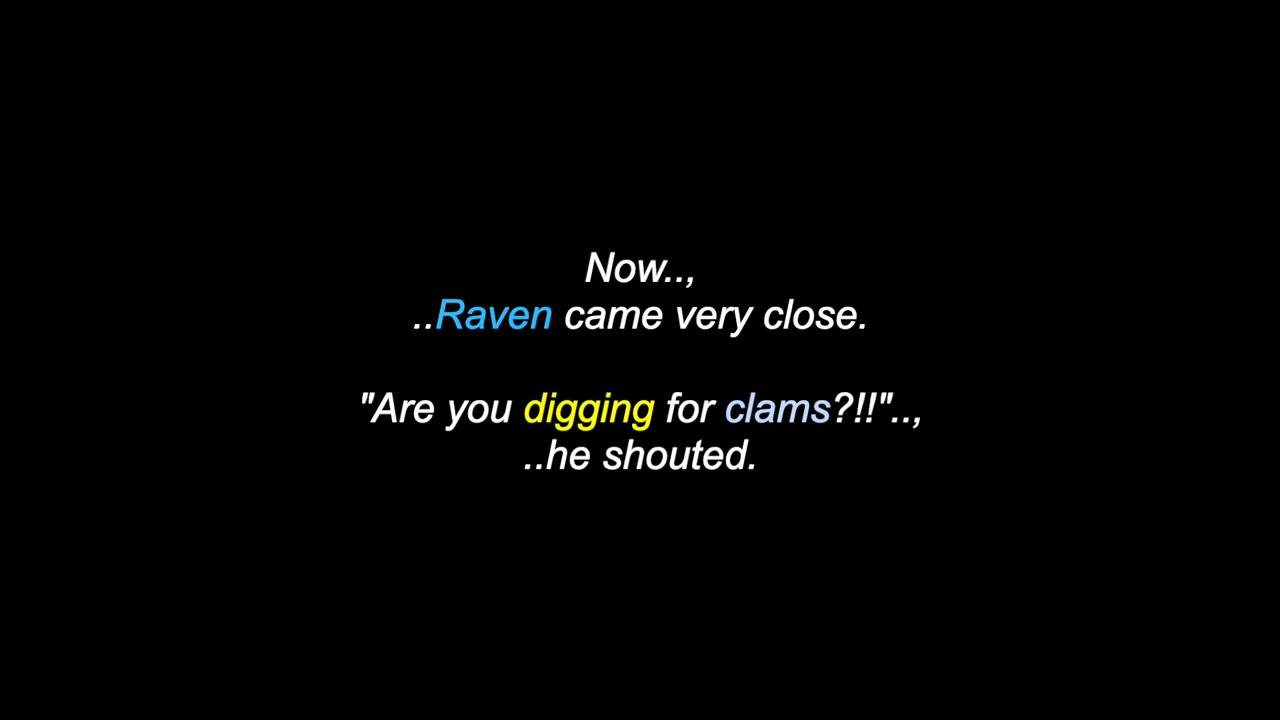 Now..,
..Raven came very close.
"Are you digging for clams?!!"..,
..he shouted.